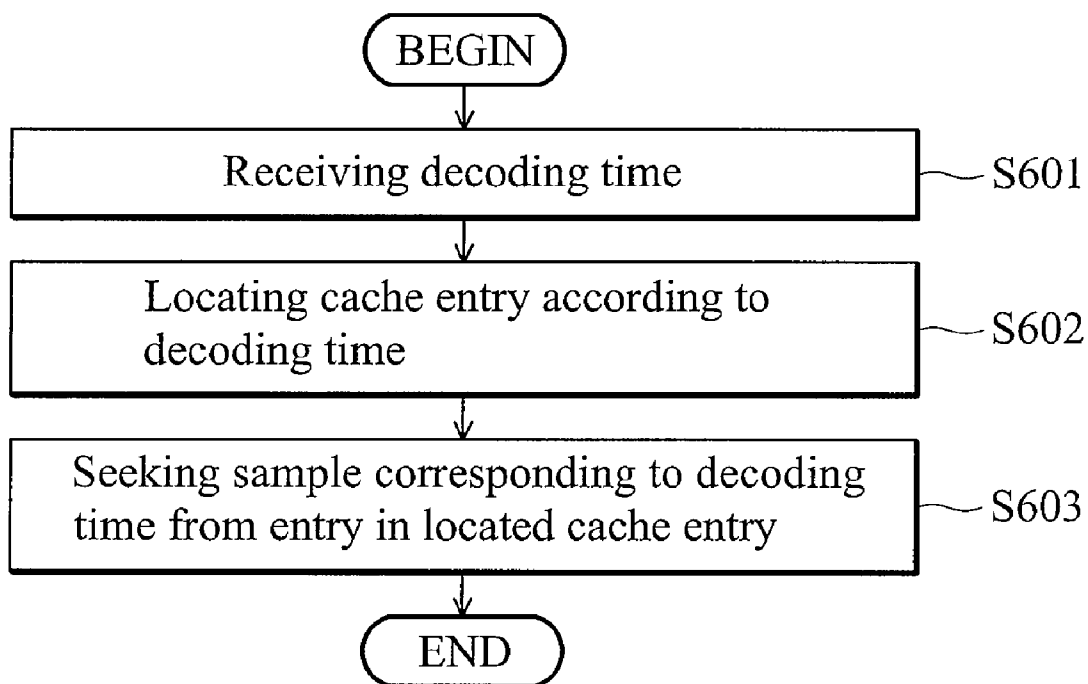 BEGIN
Receiving decoding time
S601
Locating cache entry according to
decoding time
S602
Seeking sample corresponding to decoding
time from entry in located cache entry
S603
END